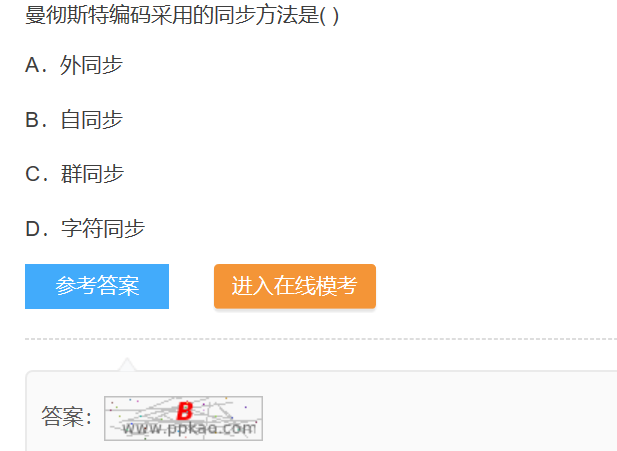 曼彻斯特编码采用的同步方法是( )
A．外同步
B．自同步
C．群同步
D．字符同步
参考答案 进入在线模考
答案： B
www.ppkao.com